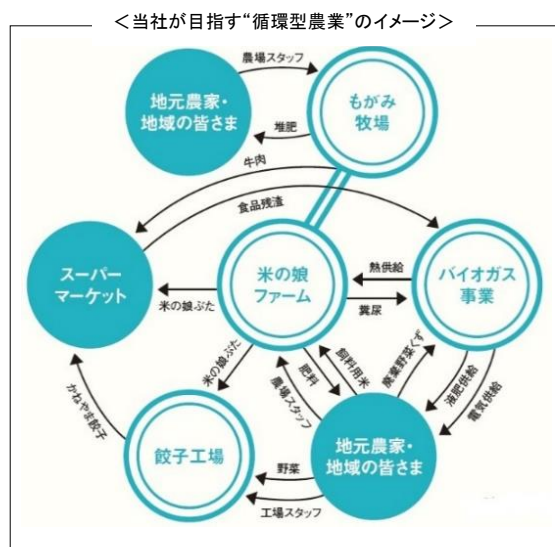 ＜当社が目指す“循環型農業”のイメージ＞
農場スタッフ
地元農家・
地域の皆さま
もがみ
牧場
堆肥
牛肉
食品残渣
スーパー
マーケット
米の娘ぶた
米の娘
ファーム
熱供給
糞尿
バイオガス
事業
米の娘ぶた
肥料
農場スタッフ
飼料用米
廃棄野菜くず
液肥供給
電気供給
かねやま餃子
餃子工場
野菜
工場スタッフ
地元農家・
地域の皆さま